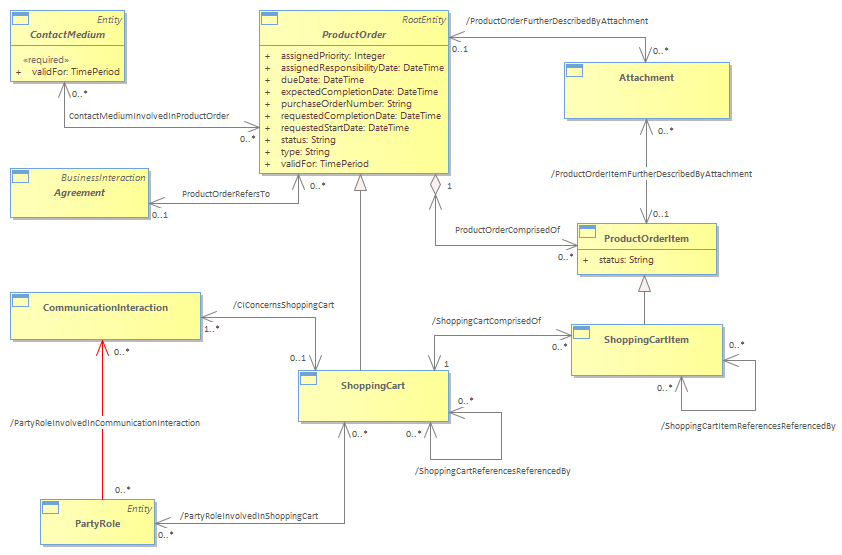 Entity
ContactMedium
«required»
+ validFor: TimePeriod
RootEntity
ProductOrder
+ assignedPriority: Integer
+ assignedResponsibilityDate: DateTime
+ dueDate: DateTime
+ expectedCompletionDate: DateTime
+ purchaseOrderNumber: String
+ requestedCompletionDate: DateTime
+ requestedStartDate: DateTime
+ status: String
+ type: String
+ validFor: TimePeriod
/ProductOrderFurtherDescribedByAttachment
0..1
0..*
Attachment
0..*
ContactMediumInvolvedInProductOrder
0..*
0..*
/ProductOrderItemFurtherDescribedByAttachment
0..1
BusinessInteraction
Agreement
ProductOrderRefersTo
0..*
0..1
1
ProductOrderComprisedOf
0..*
ProductOrderItem
+ status: String
CommunicationInteraction
/CIConcernsShoppingCart
1..*
0..1
0..*
/ShoppingCartComprisedOf
0..*
1
ShoppingCartItem
0..*
0..*
/ShoppingCartItemReferencesReferencedBy
ShoppingCart
0..*
0..*
0..*
/ShoppingCartReferencesReferencedBy
/PartyRoleInvolvedInCommunicationInteraction
0..*
Entity
PartyRole
/PartyRoleInvolvedInShoppingCart
0..*